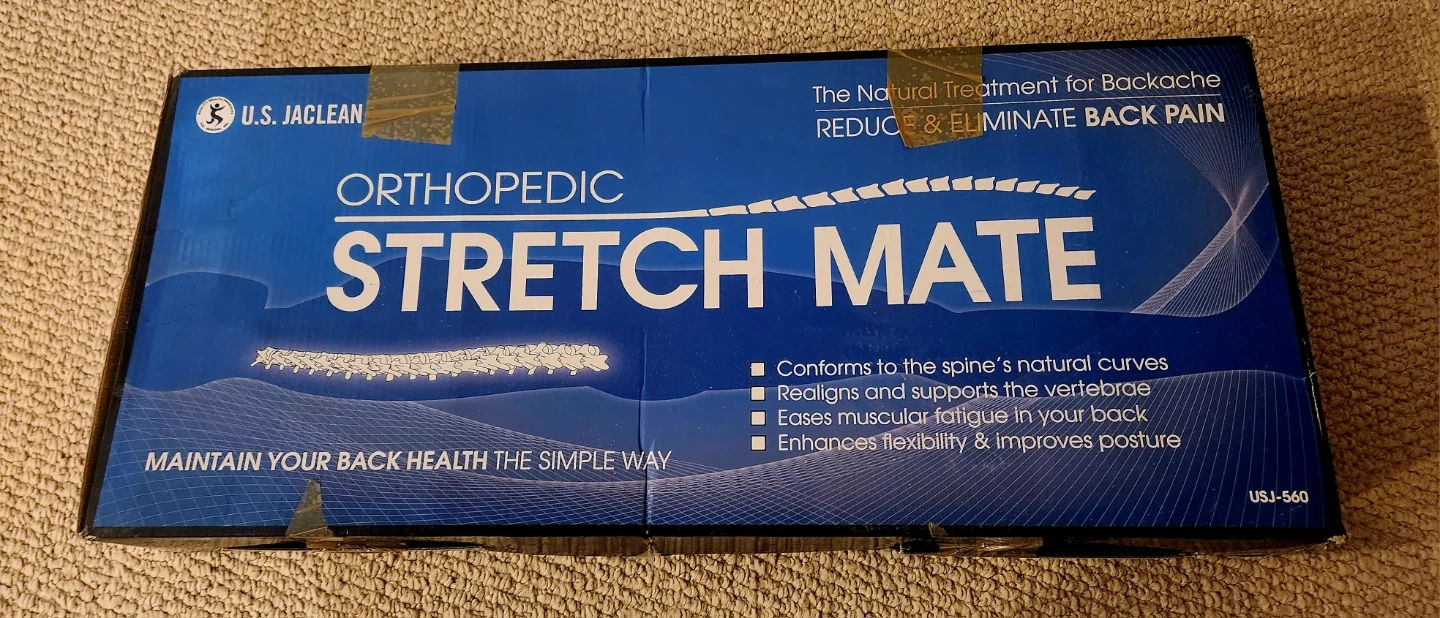 U.S. JACLEAN
The Natural Treatment for Backache
REDUCE & ELIMINATE BACK PAIN
ORTHOPEDIC
STRETCH MATE
Conforms to the spine's natural curves
Realigns and supports the vertebrae
Eases muscular fatigue in your back
Enhances flexibility & improves posture
MAINTAIN YOUR BACK HEALTH THE SIMPLE WAY
USJ-560